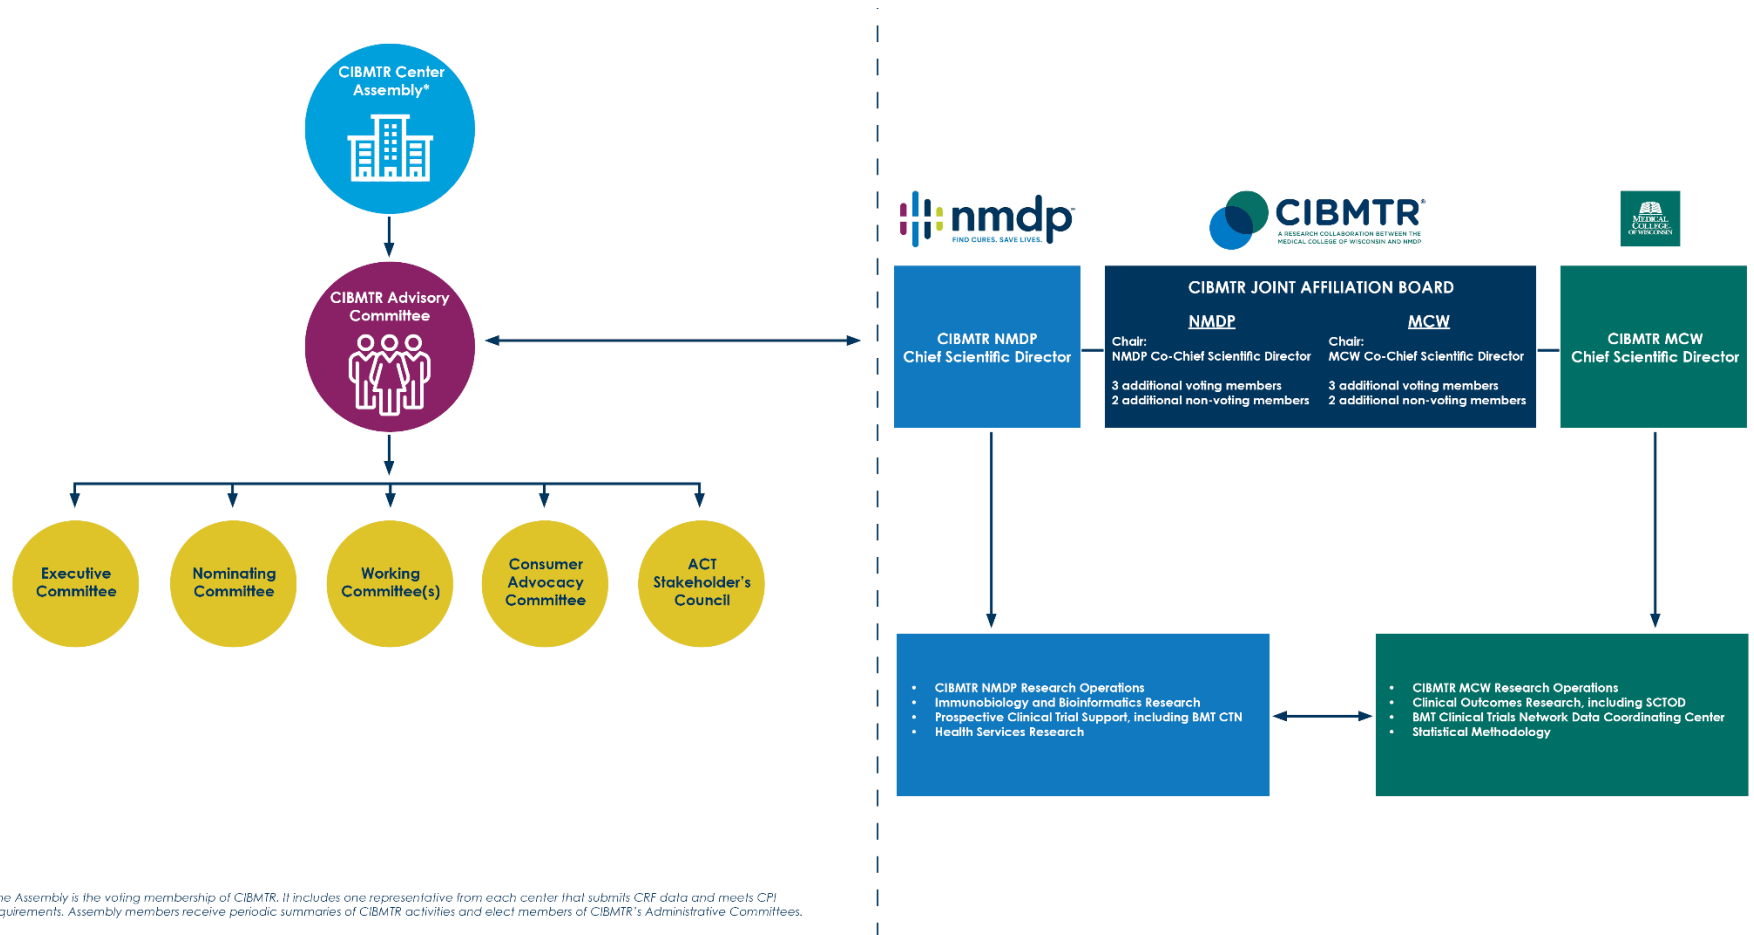 CIBMTR Center
Assembly*
CIBMTR Advisory
Committee
Executive
Committee
Nominating
Committee
Working
Committee(s)
Consumer
Advocacy
Committee
ACT
Stakeholder's
Council
ne Assembly is the voting membership of CIBMTR. It includes one representative from each center that submits CRF data and meets CPI
quirements. Assembly members receive periodic summaries of CIBMTR activities and elect members of CIBMTR's Administrative Committees.
nmdp
FIND CURES. SAVE LIVES.
CIBMTR®
A RESEARCH COLLABORATION BETWEEN THE
MEDICAL COLLEGE OF WISCONSIN AND NMDP
MEDICAL
COLLEGE
OF WISCONSIN
CIBMTR NMDP
Chief Scientific Director
CIBMTR JOINT AFFILIATION BOARD
NMDP
Chair:
NMDP Co-Chief Scientific Director
3 additional voting members
2 additional non-voting members
MCW
Chair:
MCW Co-Chief Scientific Director
3 additional voting members
2 additional non-voting members
CIBMTR MCW
Chief Scientific Director
• CIBMTR NMDP Research Operations
• Immunobiology and Bioinformatics Research
• Prospective Clinical Trial Support, including BMT CTN
• Health Services Research
• CIBMTR MCW Research Operations
• Clinical Outcomes Research, including SCTOD
• BMT Clinical Trials Network Data Coordinating Center
• Statistical Methodology